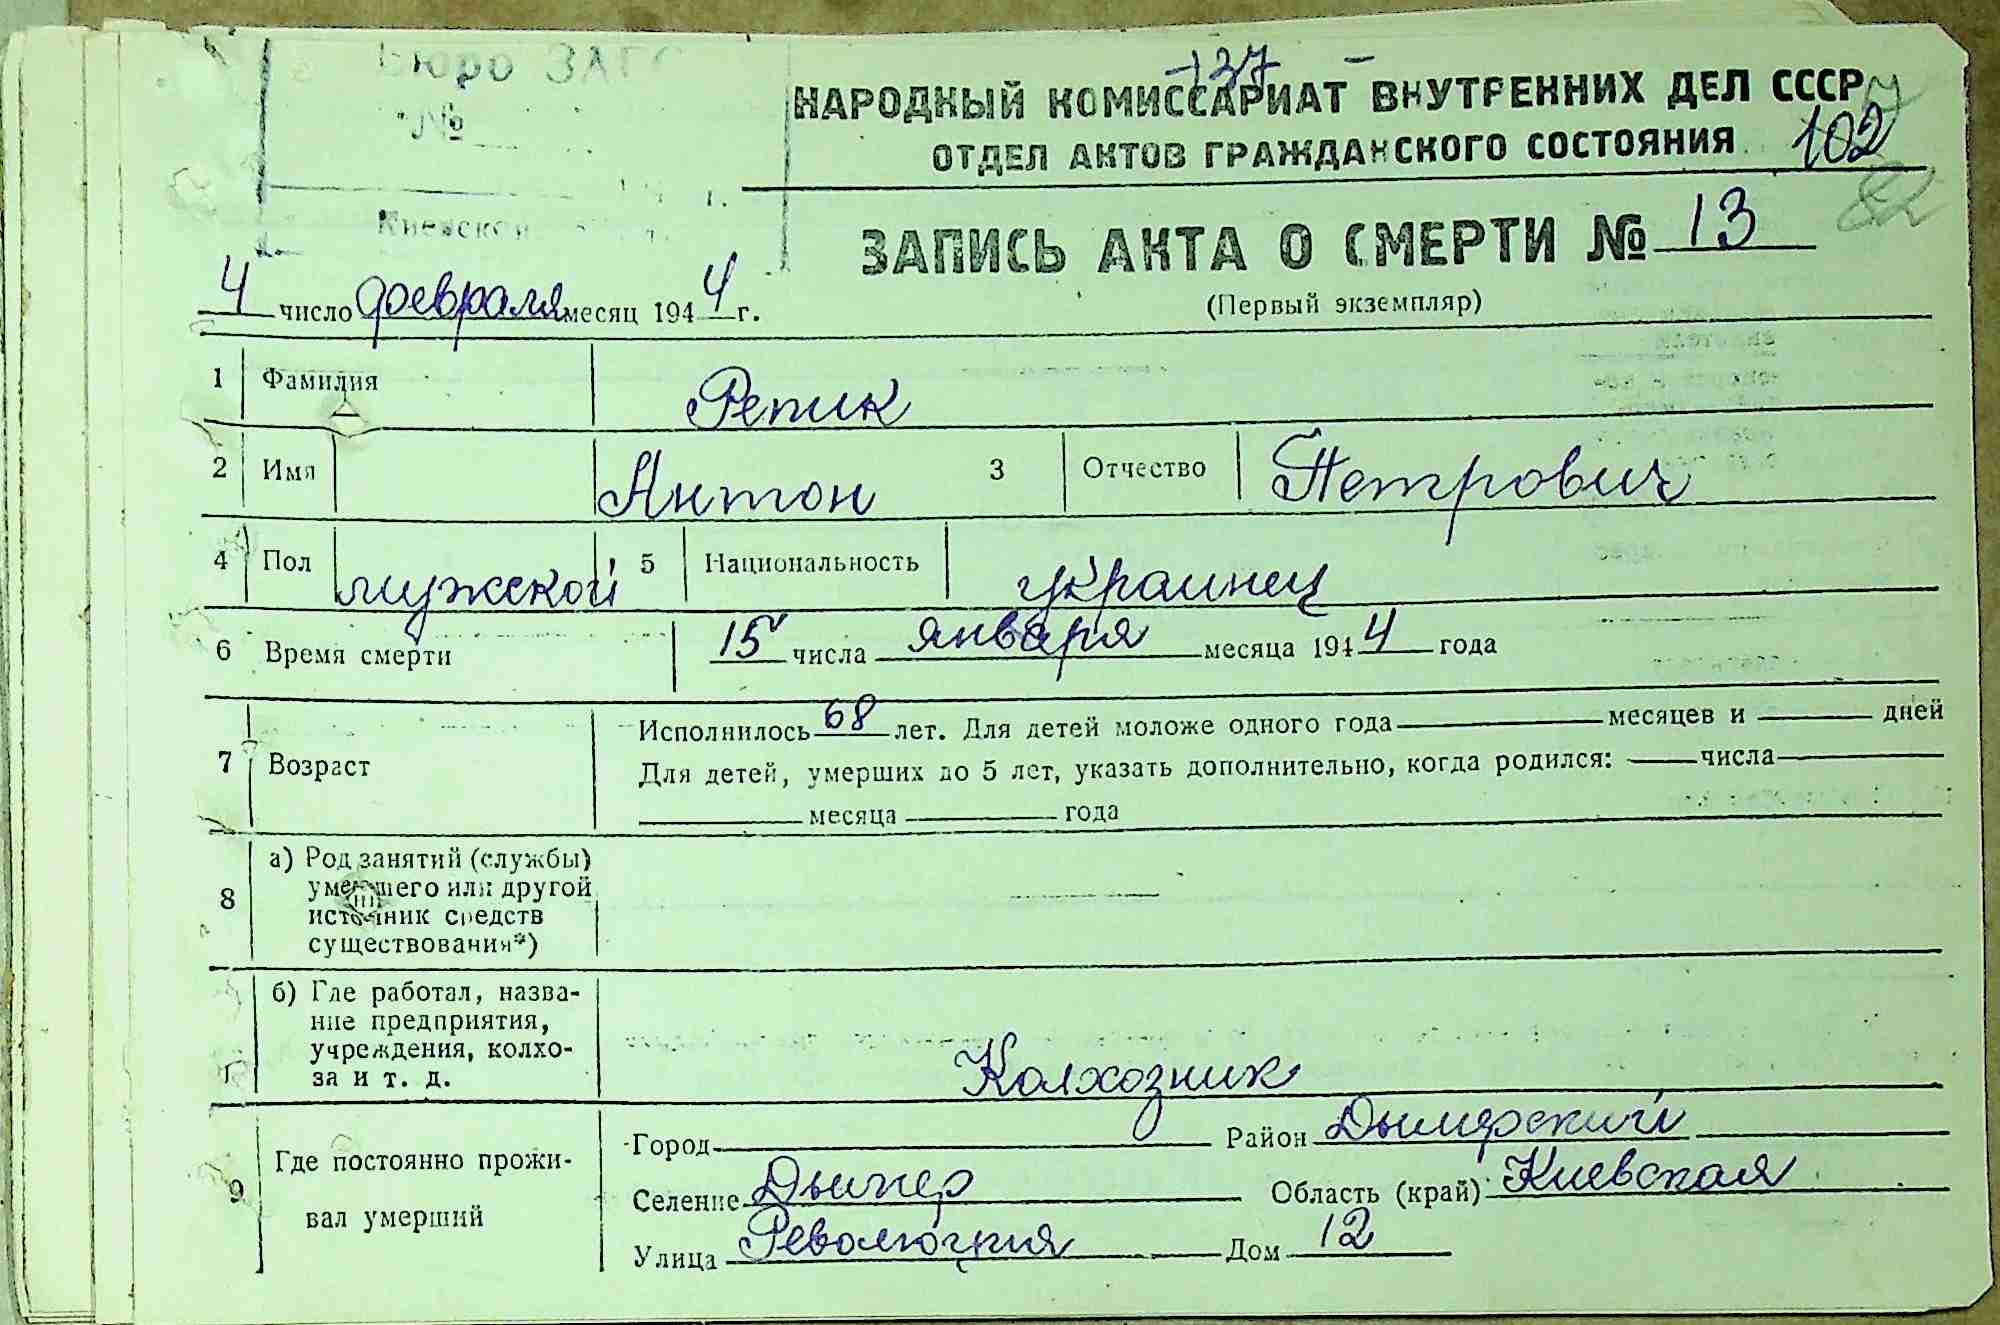 Бюро ЗАГС
№
Киевской
-137-
НАРОДНЫЙ КОМИССАРИАТ ВНУТРЕННИХ ДЕЛ СССР
ОТДЕЛ АКТОВ ГРАЖДАНСКОГО СОСТОЯНИЯ 102
82
ЗАПИСЬ АКТА О СМЕРТИ № 13
4 число февраля месяц 1944 г.
(Первый экземпляр)
1 Фамилия Репик
2 Имя Антон 3 Отчество Петрович
4 Пол мужской 5 Национальность украинец
6 Время смерти 15 числа января месяца 1944 года
7 Возраст
Исполнилось 68 лет. Для детей моложе одного года месяцев и дней
Для детей, умерших до 5 лет, указать дополнительно, когда родился: числа
месяца года
8 а) Род занятий (службы)
умершего или другой
источник средств
существования*)
б) Где работал, назва-
ние предприятия,
учреждения, колхо-
за и т. д.
Колхозник
9 Где постоянно прожи-
вал умерший
Город Район Дымерский
Селение Дымер Область (край) Киевская
Улица Революция Дом 12